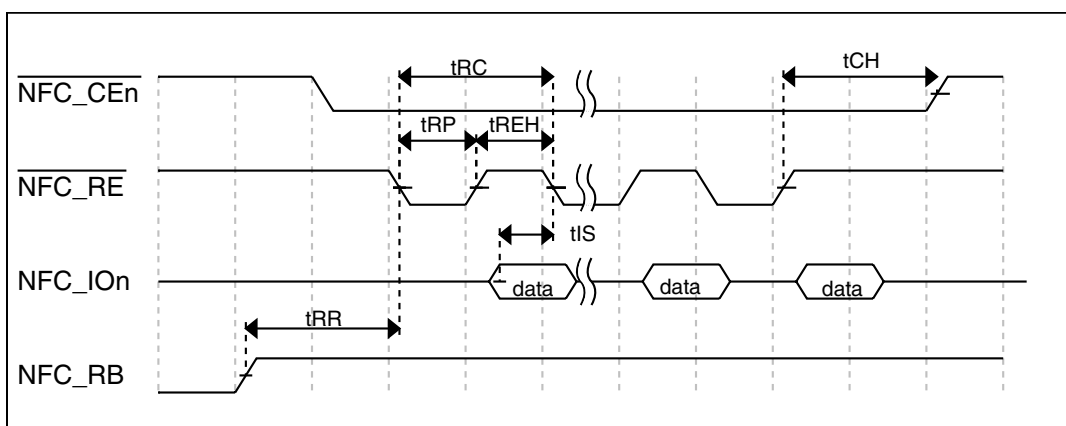 tRC
tCH
NFC_CEn
tRP
tREH
NFC_RE
tIS
NFC_IOn
data
data
data
tRR
NFC_RB